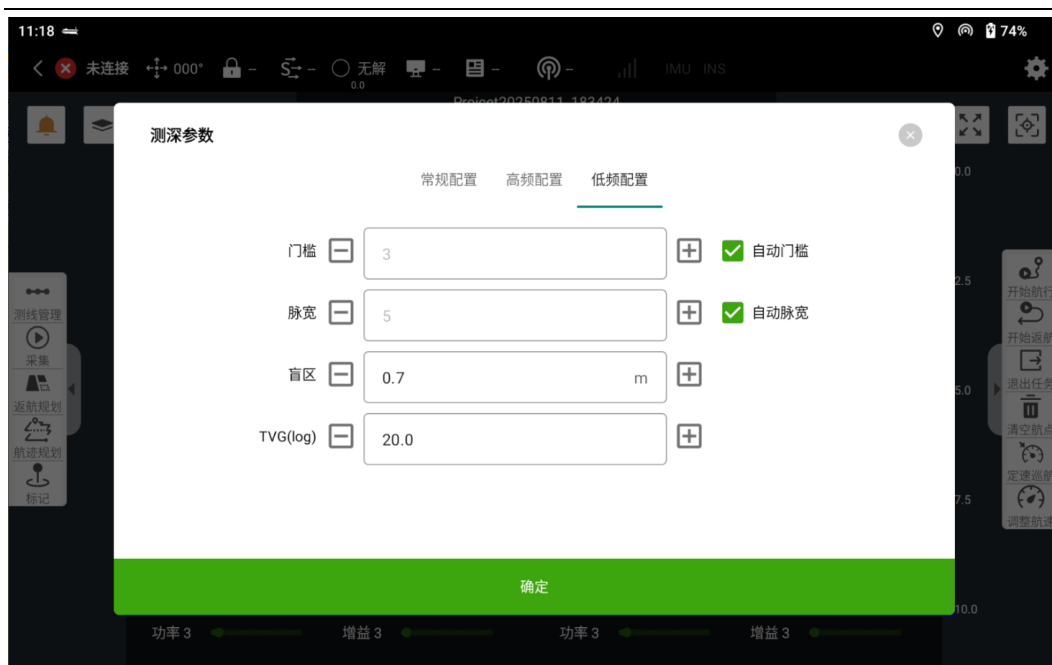 11:18 74%
未连接 000° - S - 无解 - - - IMU INS
0.0
Project20250811_183424
测深参数
常规配置 高频配置 低频配置
门槛 3 自动门槛
脉宽 5 自动脉宽
盲区 0.7 m
TVG(log) 20.0
确定
测线管理
采集
返航规划
航迹规划
标记
0.0
2.5
5.0
7.5
10.0
开始航行
开始返航
退出任务
清空航点
定速巡航
调整航速
功率 3 增益 3 功率 3 增益 3